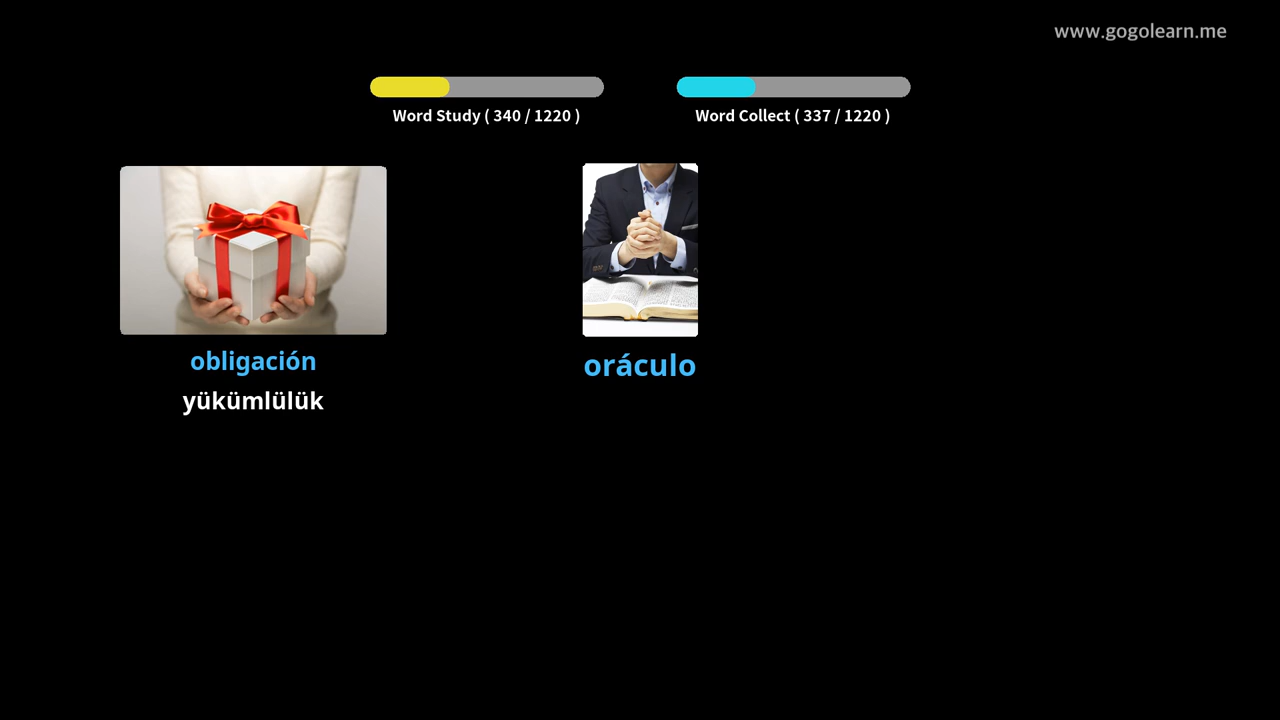 www.gogolearn.me
Word Study ( 340 / 1220 )
Word Collect ( 337 / 1220 )
obligación
yükümlülük
oráculo